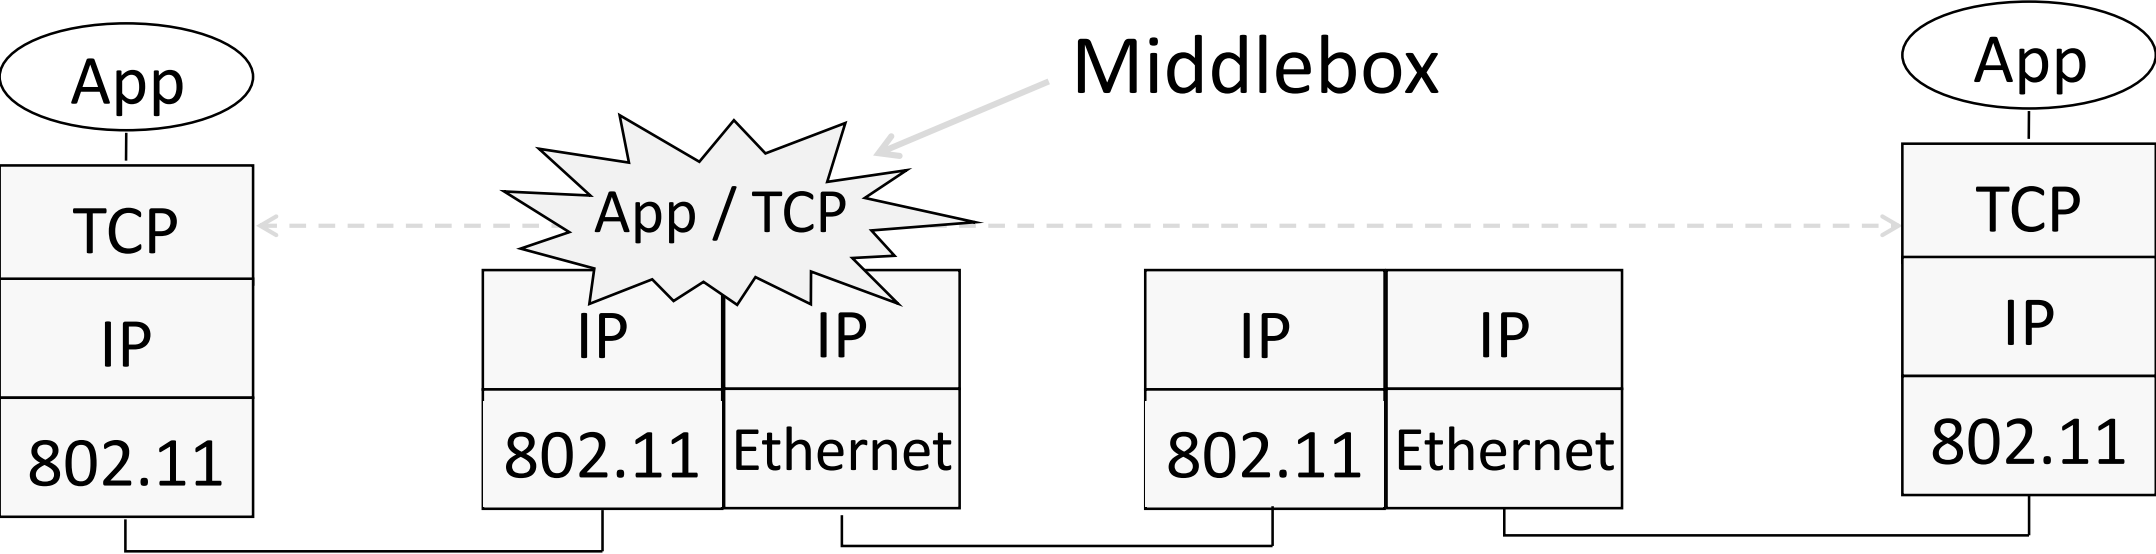 App
Middlebox
App
TCP
App / TCP
TCP
IP
IP
IP
IP
IP
IP
802.11
802.11
Ethernet
802.11
Ethernet
802.11